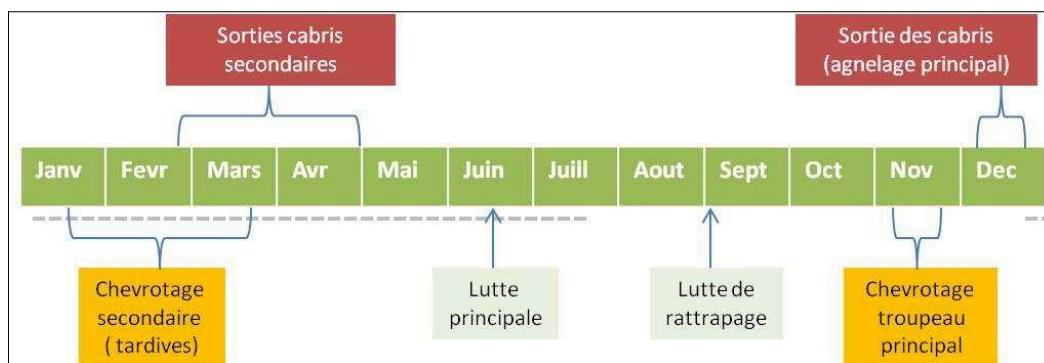 Sorties cabris
secondaires
Sortie des cabris
(agnelage principal)
Janv Fevr Mars Avr Mai Juin Juill Aout Sept Oct Nov Dec
Chevrotage
secondaire
( tardives)
Lutte
principale
Lutte de
rattrapage
Chevrotage
troupeau
principal